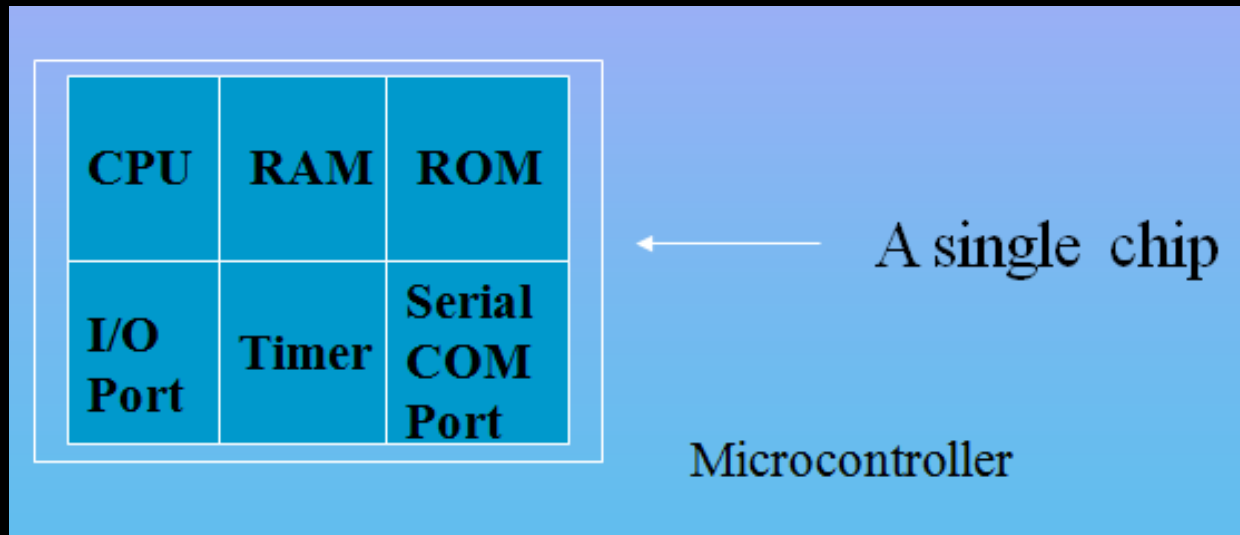 CPU RAM ROM
I/O
Port
Timer
Serial
COM
Port
A single chip
Microcontroller